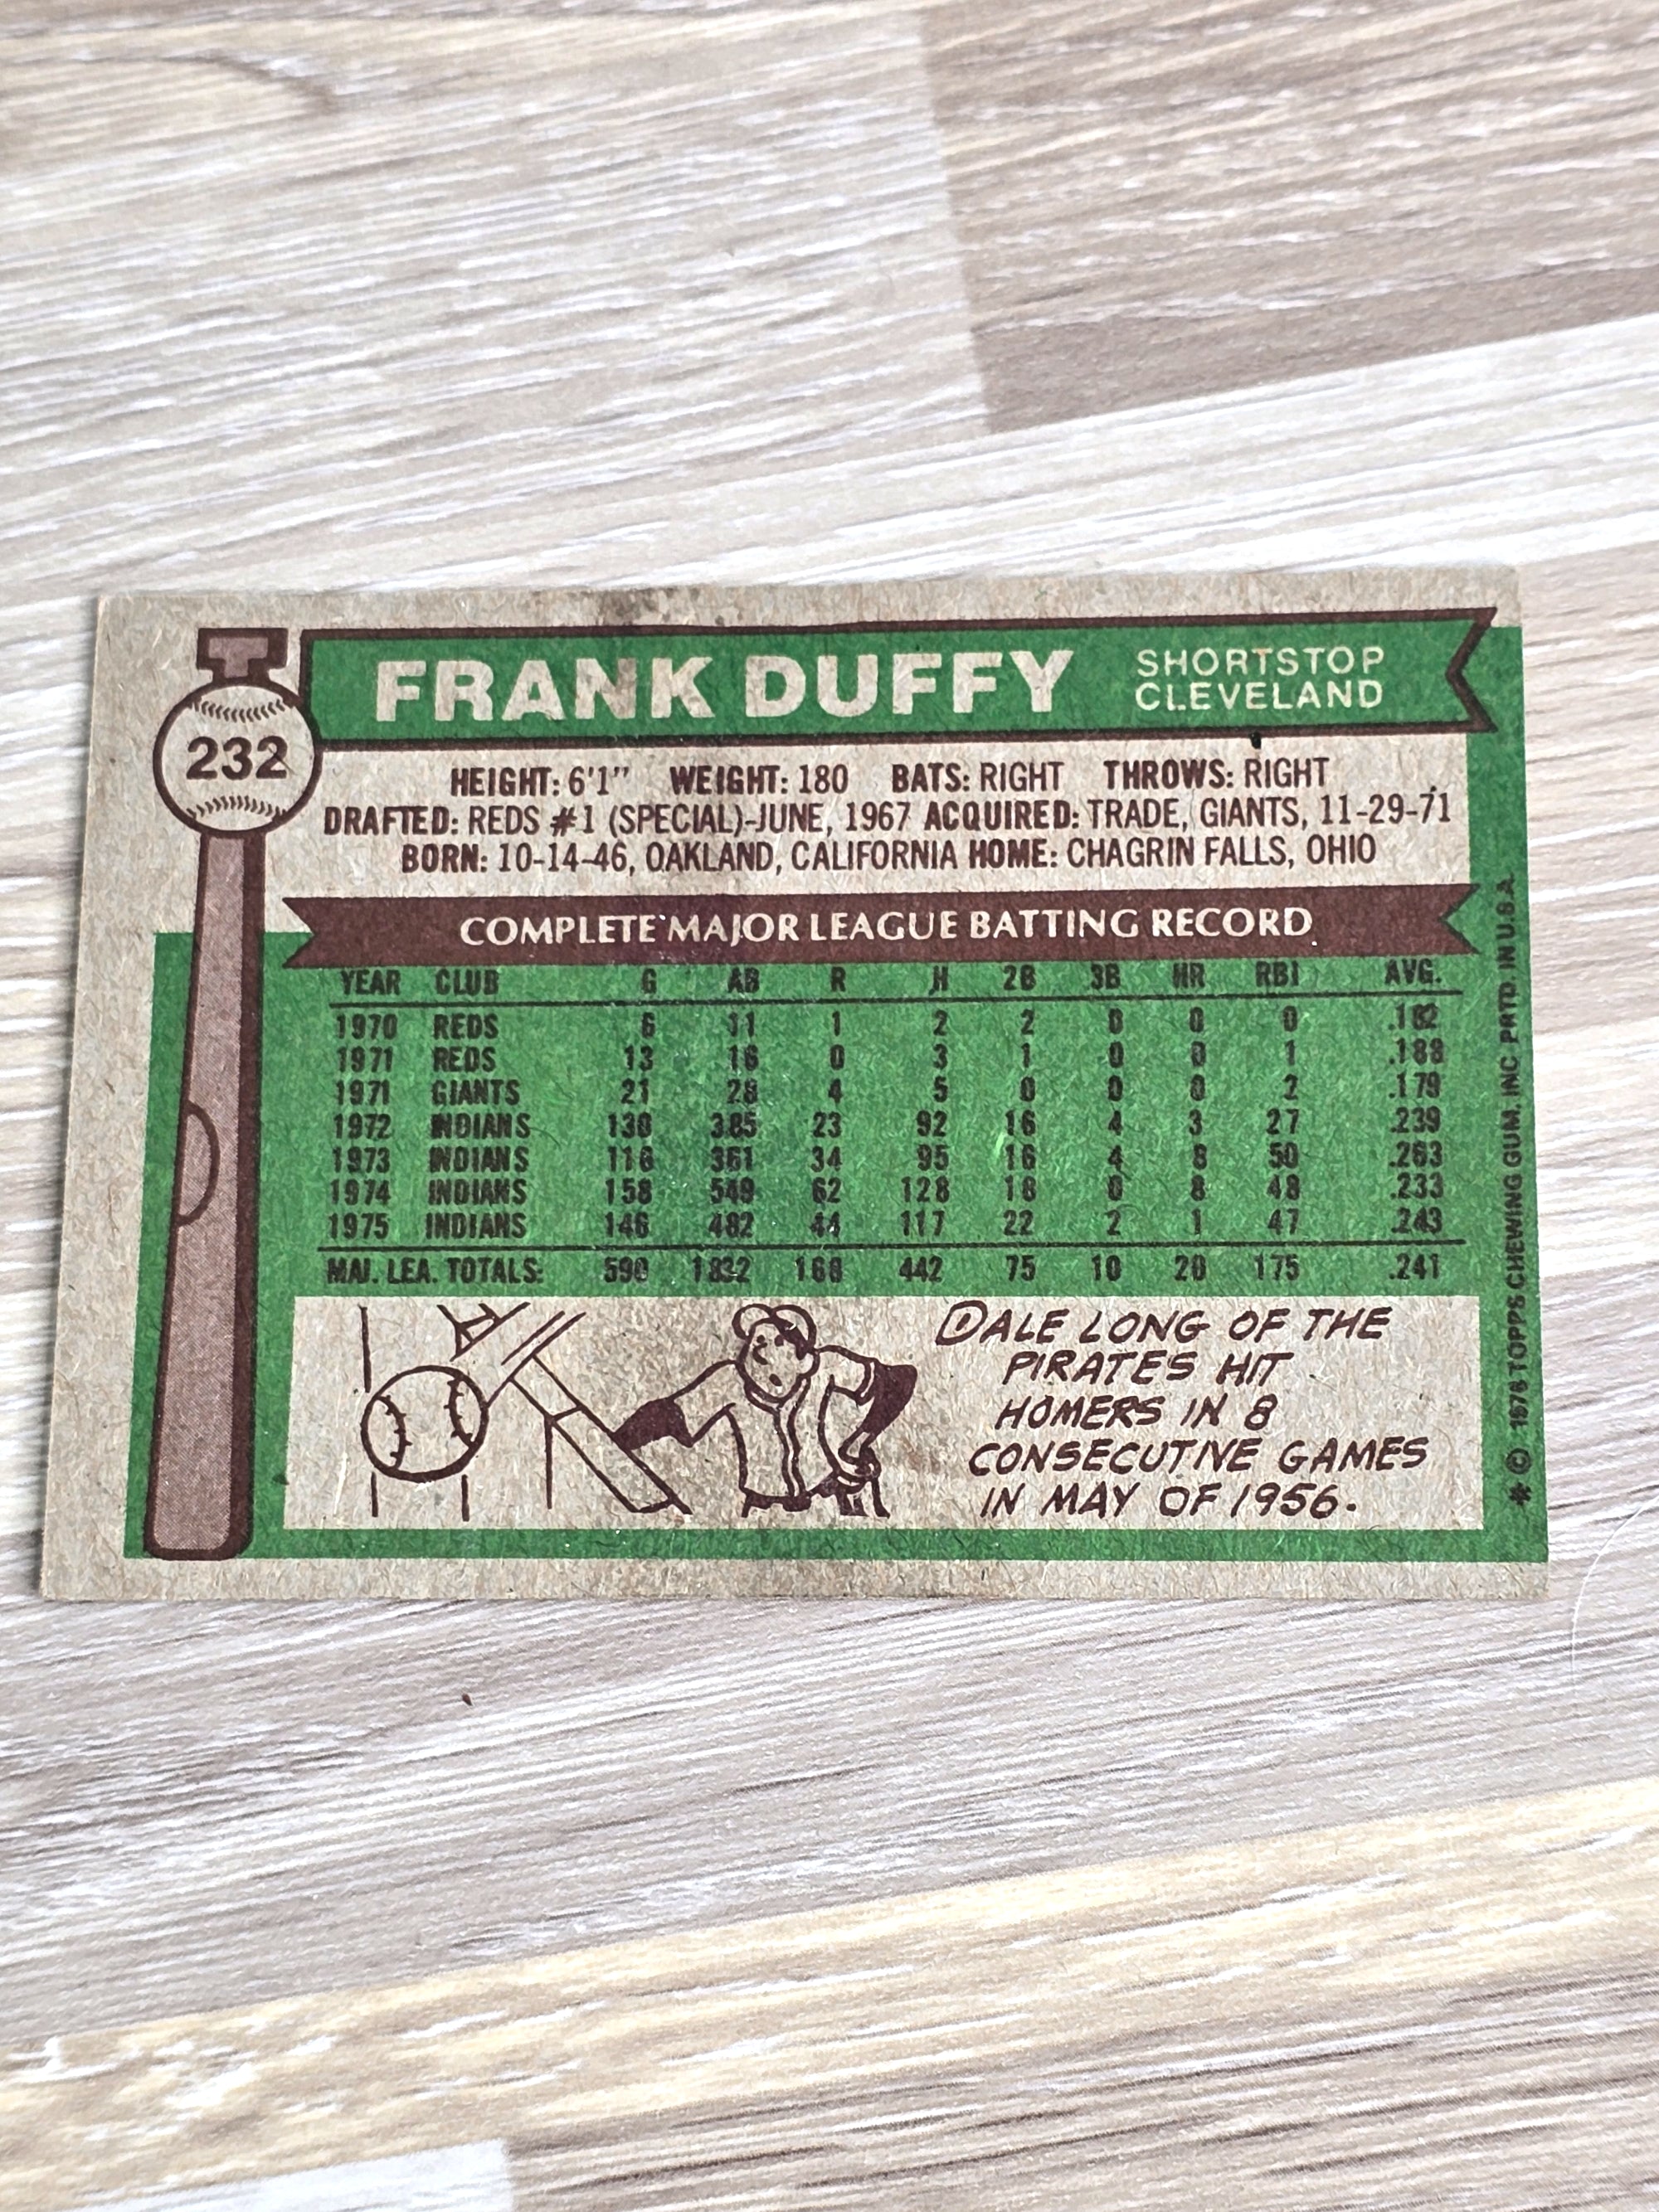 FRANK DUFFY
SHORTSTOP
CLEVELAND
232
HEIGHT: 6'1" WEIGHT: 180 BATS: RIGHT THROWS: RIGHT
DRAFTED: REDS #1 (SPECIAL)-JUNE, 1967 ACQUIRED: TRADE, GIANTS, 11-29-71
BORN: 10-14-46, OAKLAND, CALIFORNIA HOME: CHAGRIN FALLS, OHIO
COMPLETE MAJOR LEAGUE BATTING RECORD
YEAR CLUB G AB R H 2B 3B HR RBI AVG.
1970 REDS 6 11 1 2 2 0 0 0 .182
1971 REDS 13 16 0 3 1 0 0 1 .188
1971 GIANTS 21 28 4 5 0 0 0 2 .179
1972 INDIANS 130 385 23 92 16 4 3 27 .239
1973 INDIANS 116 361 34 95 16 4 8 50 .263
1974 INDIANS 158 549 62 128 18 0 8 48 .233
1975 INDIANS 146 482 44 117 22 2 1 47 .243
MAJ. LEA. TOTALS: 590 1832 168 442 75 10 20 175 .241
DALE LONG OF THE
PIRATES HIT
HOMERS IN 8
CONSECUTIVE GAMES
IN MAY OF 1956.
* © 1976 TOPPS CHEWING GUM, INC. PRTD. IN U.S.A.